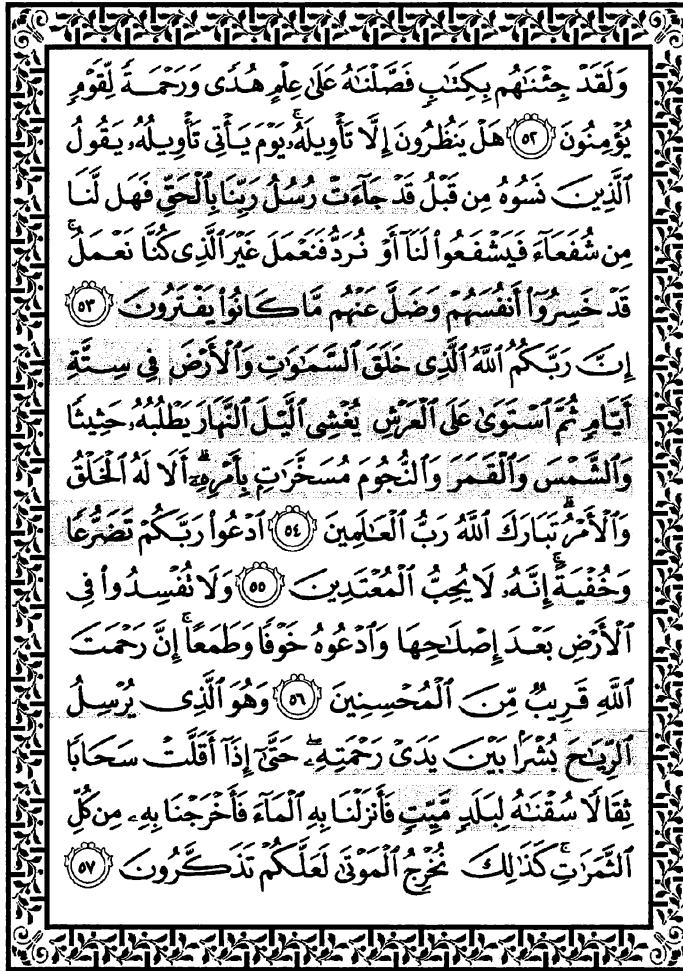 وَلَقَدْ جِئْنَٰهُم بِكِتَٰبٍ فَصَّلْنَٰهُ عَلَىٰ عِلْمٍ هُدًى وَرَحْمَةً لِّقَوْمٍ
يُؤْمِنُونَ ٥٢ هَلْ يَنظُرُونَ إِلَّا تَأْوِيلَهُۥۚ يَوْمَ يَأْتِى تَأْوِيلُهُۥ يَقُولُ
ٱلَّذِينَ نَسُوهُ مِن قَبْلُ قَدْ جَآءَتْ رُسُلُ رَبِّنَا بِٱلْحَقِّ فَهَل لَّنَا
مِن شُفَعَآءَ فَيَشْفَعُوا۟ لَنَآ أَوْ نُرَدُّ فَنَعْمَلَ غَيْرَ ٱلَّذِى كُنَّا نَعْمَلُۚ
قَدْ خَسِرُوٓا۟ أَنفُسَهُمْ وَضَلَّ عَنْهُم مَّا كَانُوا۟ يَفْتَرُونَ ٥٣
إِنَّ رَبَّكُمُ ٱللَّهُ ٱلَّذِى خَلَقَ ٱلسَّمَٰوَٰتِ وَٱلْأَرْضَ فِى سِتَّةِ
أَيَّامٍ ثُمَّ ٱسْتَوَىٰ عَلَى ٱلْعَرْشِ يُغْشِى ٱلَّيْلَ ٱلنَّهَارَ يَطْلُبُهُۥ حَثِيثًا
وَٱلشَّمْسَ وَٱلْقَمَرَ وَٱلنُّجُومَ مُسَخَّرَٰتٍۭ بِأَمْرِهِۦٓۗ أَلَا لَهُ ٱلْخَلْقُ
وَٱلْأَمْرُۗ تَبَارَكَ ٱللَّهُ رَبُّ ٱلْعَٰلَمِينَ ٥٤ ٱدْعُوا۟ رَبَّكُمْ تَضَرُّعًا
وَخُفْيَةًۚ إِنَّهُۥ لَا يُحِبُّ ٱلْمُعْتَدِينَ ٥٥ وَلَا تُفْسِدُوا۟ فِى
ٱلْأَرْضِ بَعْدَ إِصْلَٰحِهَا وَٱدْعُوهُ خَوْفًا وَطَمَعًاۚ إِنَّ رَحْمَتَ
ٱللَّهِ قَرِيبٌ مِّنَ ٱلْمُحْسِنِينَ ٥٦ وَهُوَ ٱلَّذِى يُرْسِلُ
ٱلرِّيَٰحَ بُشْرًۢا بَيْنَ يَدَىْ رَحْمَتِهِۦۖ حَتَّىٰٓ إِذَآ أَقَلَّتْ سَحَابًا
ثِقَالًا سُقْنَٰهُ لِبَلَدٍ مَّيِّتٍ فَأَنزَلْنَا بِهِ ٱلْمَآءَ فَأَخْرَجْنَا بِهِۦ مِن كُلِّ
ٱلثَّمَرَٰتِۚ كَذَٰلِكَ نُخْرِجُ ٱلْمَوْتَىٰ لَعَلَّكُمْ تَذَكَّرُونَ ٥٧